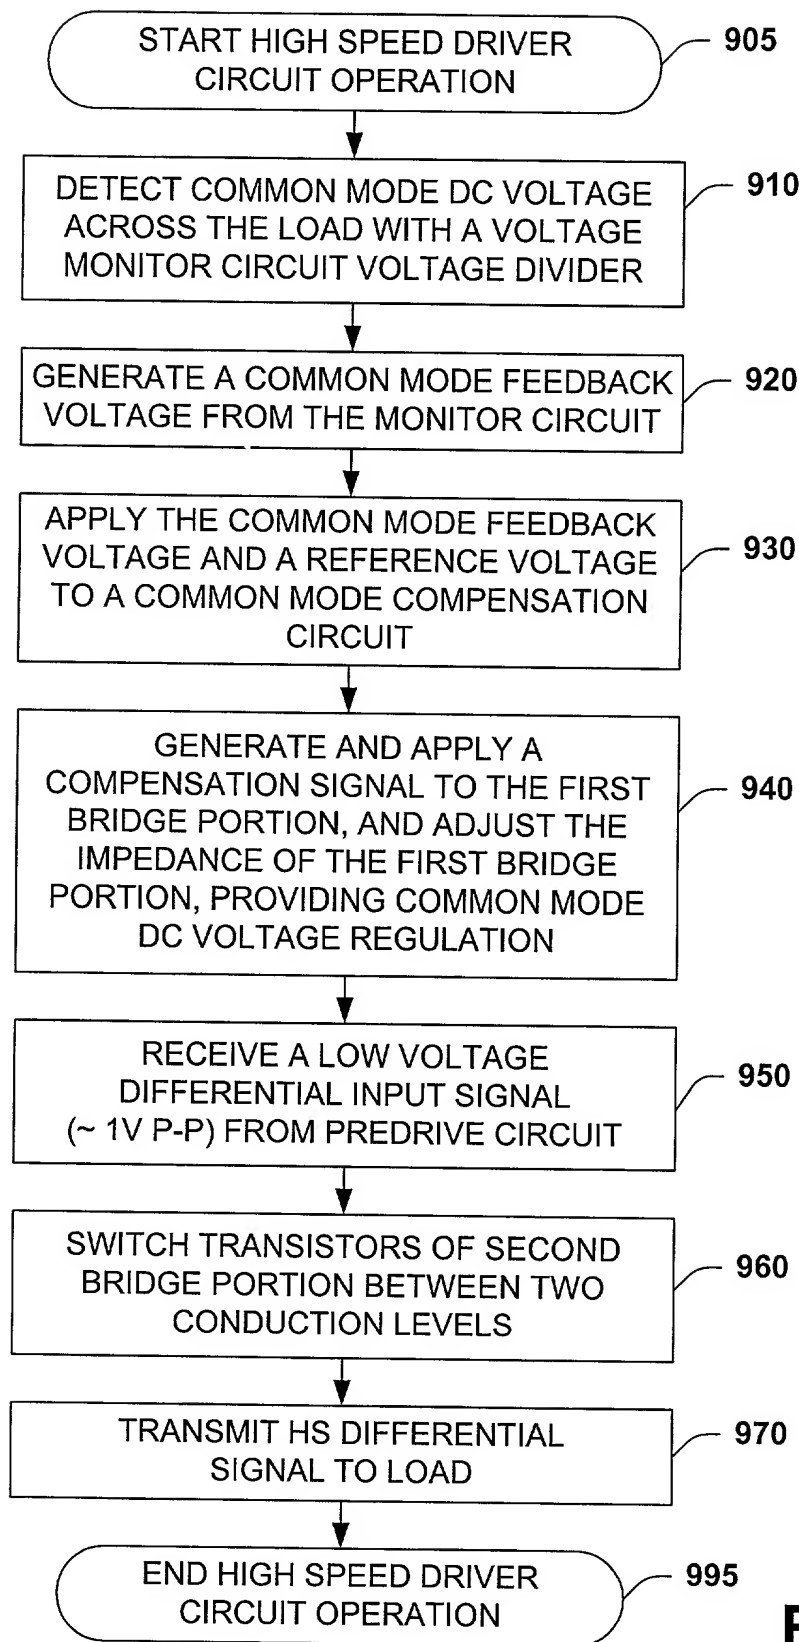 START HIGH SPEED DRIVER
CIRCUIT OPERATION
905
DETECT COMMON MODE DC VOLTAGE
ACROSS THE LOAD WITH A VOLTAGE
MONITOR CIRCUIT VOLTAGE DIVIDER
910
GENERATE A COMMON MODE FEEDBACK
VOLTAGE FROM THE MONITOR CIRCUIT
920
APPLY THE COMMON MODE FEEDBACK
VOLTAGE AND A REFERENCE VOLTAGE
TO A COMMON MODE COMPENSATION
CIRCUIT
930
GENERATE AND APPLY A
COMPENSATION SIGNAL TO THE FIRST
BRIDGE PORTION, AND ADJUST THE
IMPEDANCE OF THE FIRST BRIDGE
PORTION, PROVIDING COMMON MODE
DC VOLTAGE REGULATION
940
RECEIVE A LOW VOLTAGE
DIFFERENTIAL INPUT SIGNAL
(~ 1V P-P) FROM PREDRIVE CIRCUIT
950
SWITCH TRANSISTORS OF SECOND
BRIDGE PORTION BETWEEN TWO
CONDUCTION LEVELS
960
TRANSMIT HS DIFFERENTIAL
SIGNAL TO LOAD
970
END HIGH SPEED DRIVER
CIRCUIT OPERATION
995